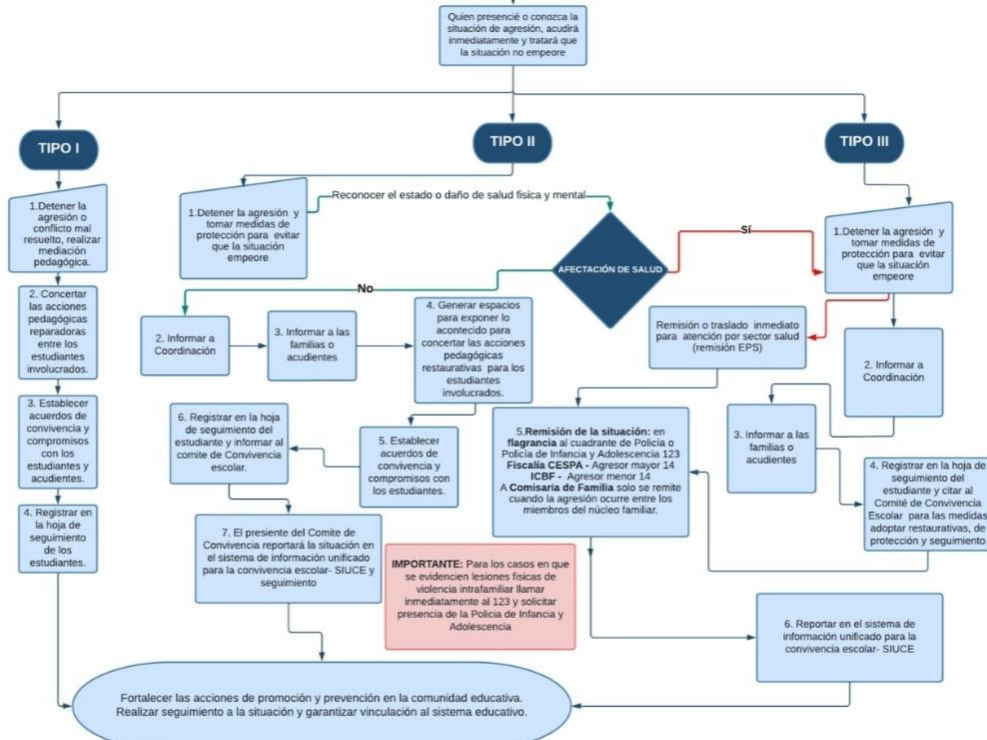 Quien presencié o conozca la
situación de agresión, acudirá
inmediatamente y tratará que
la situación no empeore
TIPO I
TIPO II
TIPO III
1.Detener la
agresión o
conflicto mal
resuelto, realizar
mediación
pedagógica.
2. Concertar
las acciones
pedagógicas
reparadoras
entre los
estudiantes
involucrados.
3. Establecer
acuerdos de
convivencia y
compromisos
con los
estudiantes y
acudientes.
4. Registrar en
la hoja de
seguimiento
de los
estudiantes.
1.Detener la agresión y
tomar medidas de
protección para evitar
que la situación
empeore
Reconocer el estado o daño de salud fisica y mental
AFECTACIÓN DE SALUD
No
Sí
2. Informar a
Coordinación
3. Informar a las
familias o
acudientes
4. Generar espacios
para exponer lo
acontecido para
concertar las acciones
pedagógicas
restaurativas para los
estudiantes
involucrados.
5. Establecer
acuerdos de
convivencia y
compromisos con
los estudiantes.
6. Registrar en la hoja
de seguimiento del
estudiante y informar al
comite de Convivencia
escolar.
7. El presente del Comite de
Convivencia reportará la situación en
el sistema de información unificado
para la convivencia escolar- SIUCE y
seguimiento
1.Detener la agresión y
tomar medidas de
protección para evitar
que la situación
empeore
Remisión o traslado inmediato
para atención por sector salud
(remisión EPS)
2. Informar a
Coordinación
3. Informar a las
familias o
acudientes
4. Registrar en la hoja de
seguimiento del
estudiante y citar al
Comité de Convivencia
Escolar para las medidas
adoptar restaurativas, de
protección y seguimiento
5.Remisión de la situación: en
flagrancia al cuadrante de Policía o
Policía de Infancia y Adolescencia 123
Fiscalía CESPA - Agresor mayor 14
ICBF - Agresor menor 14
A Comisaria de Familia solo se remite
cuando la agresión ocurre entre los
miembros del núcleo familiar.
IMPORTANTE: Para los casos en que
se evidencien lesiones fisicas de
violencia intrafamiliar llamar
inmediatamente al 123 y solicitar
presencia de la Policia de Infancia y
Adolescencia
6. Reportar en el sistema de
información unificado para la
convivencia escolar- SIUCE
Fortalecer las acciones de promoción y prevención en la comunidad educativa.
Realizar seguimiento a la situación y garantizar vinculación al sistema educativo.